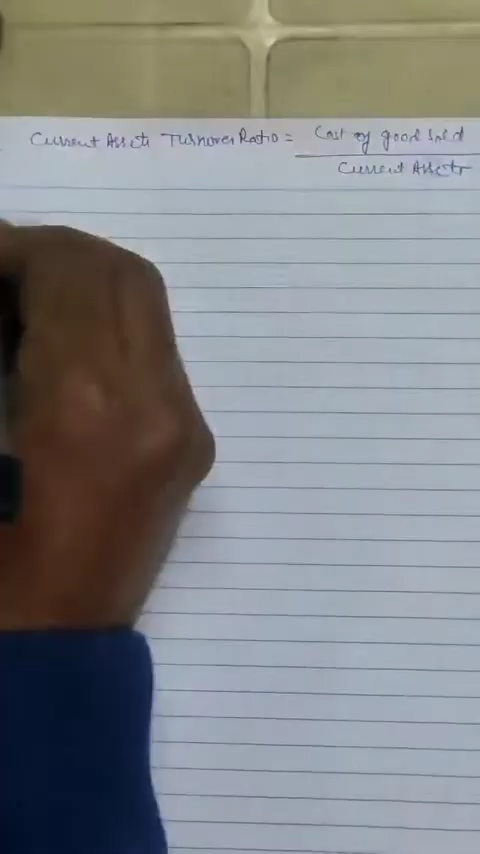 Current Assets Turnover Ratio = Cost of good sold
Current Assets